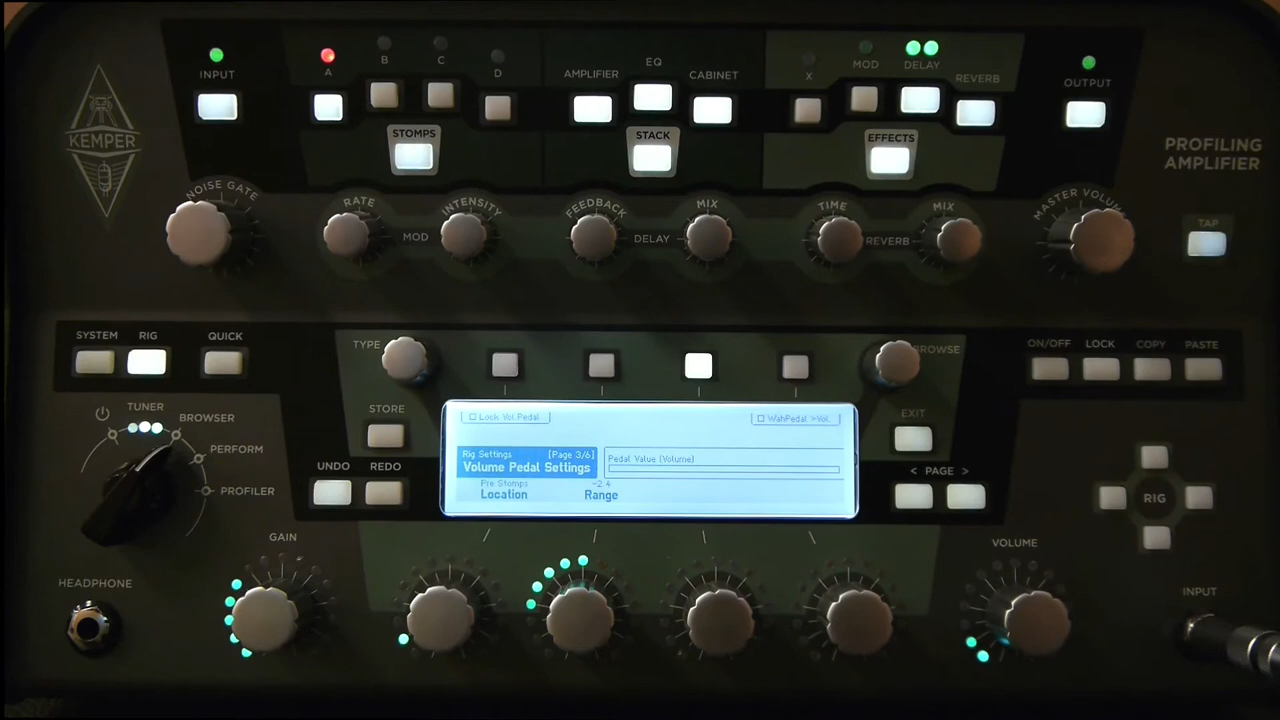 INPUT
A
B
C
D
AMPLIFIER
EQ
CABINET
X
MOD
DELAY
REVERB
OUTPUT
KEMPER
STOMPS
STACK
EFFECTS
PROFILING
AMPLIFIER
NOISE GATE
RATE
MOD
INTENSITY
FEEDBACK
DELAY
MIX
TIME
REVERB
MIX
MASTER VOLUME
TAP
SYSTEM
RIG
QUICK
TYPE
BROWSE
ON/OFF
LOCK
COPY
PASTE
TUNER
BROWSER
PERFORM
PROFILER
STORE
UNDO
REDO
Lock Vol.Pedal
WahPedal >Vol.
Rig Settings
[Page 3/6]
Volume Pedal Settings
Pedal Value (Volume)
Pre Stomps
Location
-2.4
Range
EXIT
< PAGE >
RIG
GAIN
VOLUME
HEADPHONE
INPUT